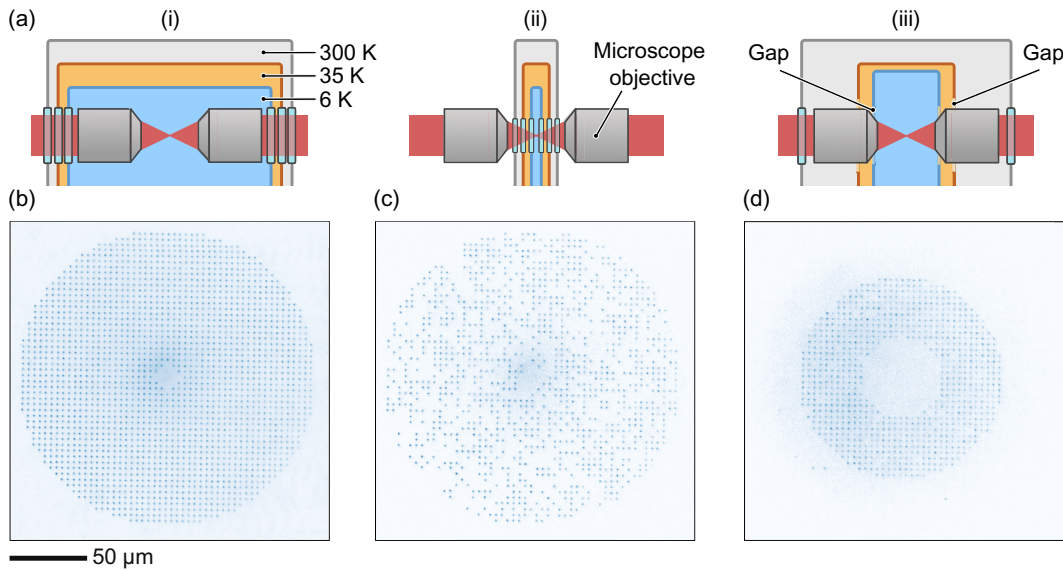 (a)
(i)
(ii)
(iii)
300 K
35 K
6 K
Microscope
objective
Gap
Gap
(b)
(c)
(d)
50 µm